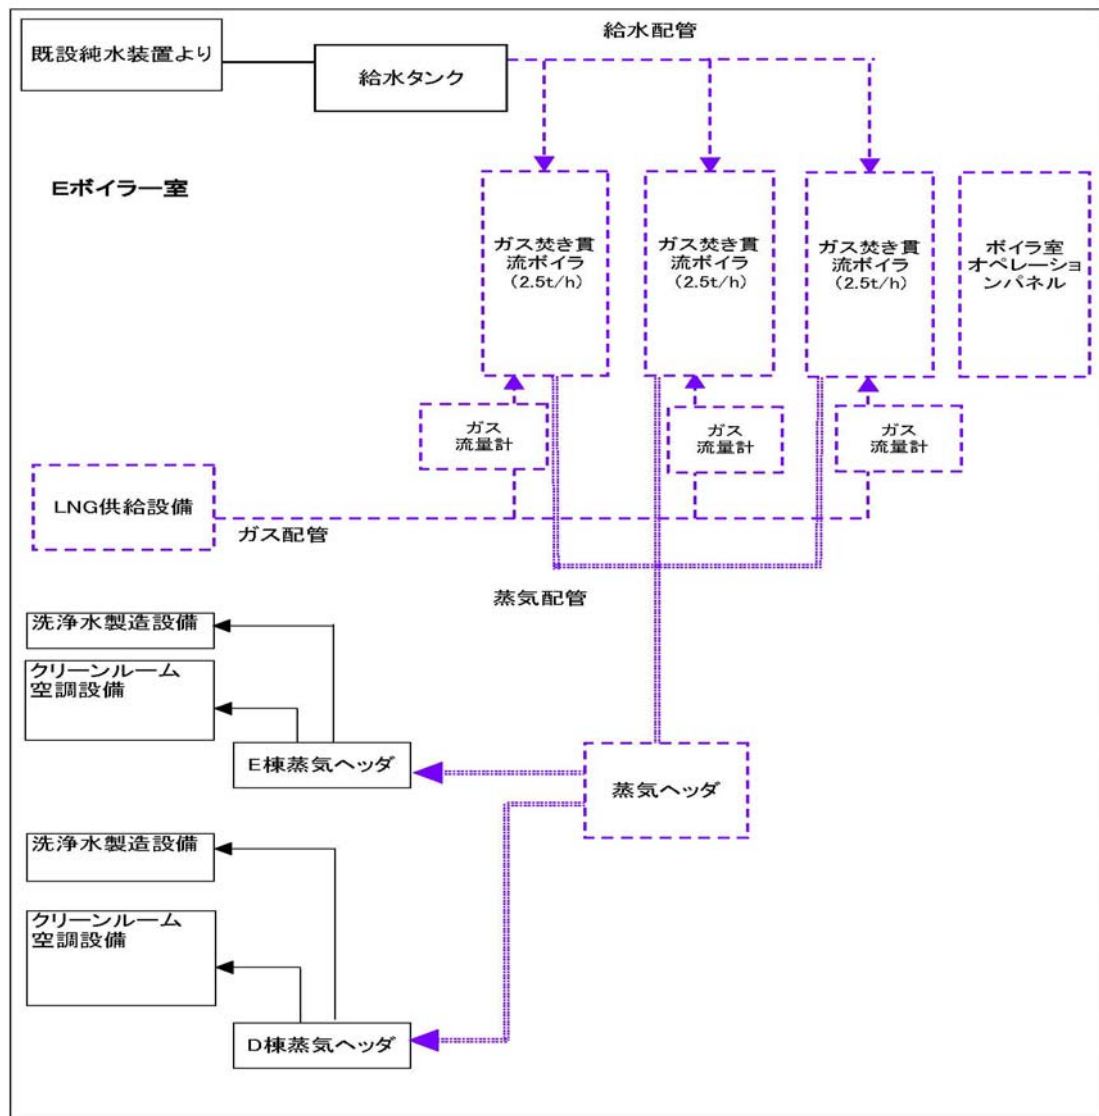 給水配管
既設純水装置より
給水タンク
Eボイラー室
ガス焚き貫
流ボイラ
(2.5t/h)
ガス焚き貫
流ボイラ
(2.5t/h)
ガス焚き貫
流ボイラ
(2.5t/h)
ボイラ室
オペレーショ
ンパネル
ガス
流量計
ガス
流量計
ガス
流量計
LNG供給設備
ガス配管
蒸気配管
洗浄水製造設備
クリーンルーム
空調設備
E棟蒸気ヘッダ
蒸気ヘッダ
洗浄水製造設備
クリーンルーム
空調設備
D棟蒸気ヘッダ